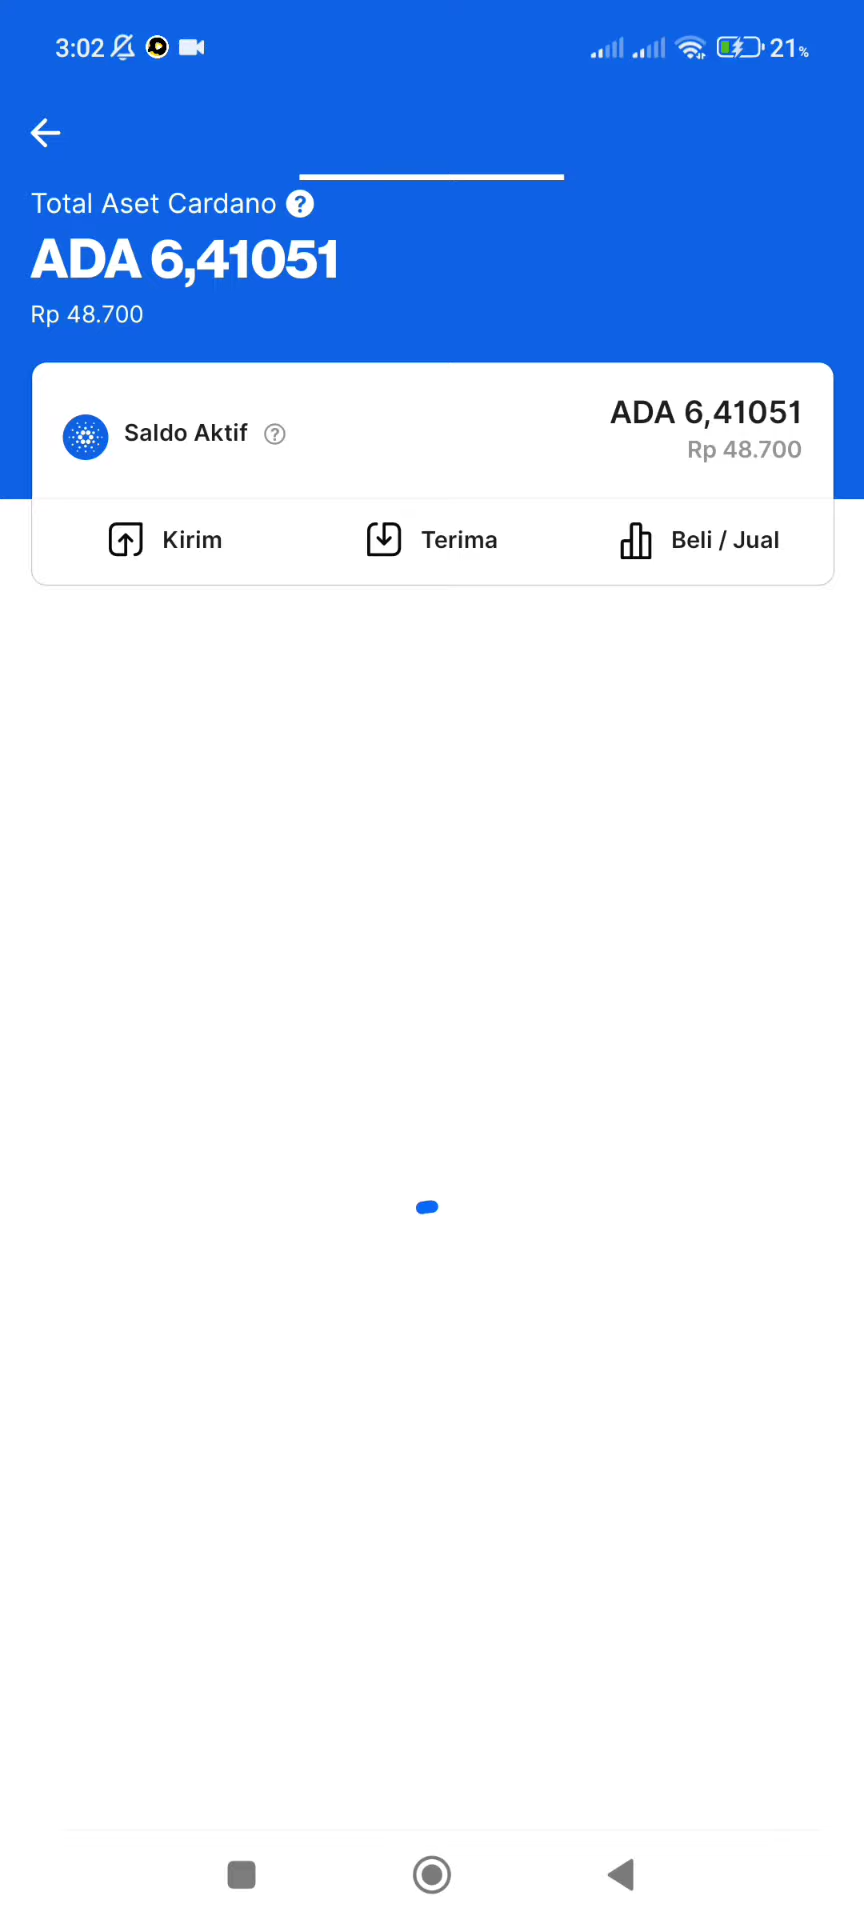 3:02
21%
Total Aset Cardano ?
ADA 6,41051
Rp 48.700
Saldo Aktif ?
ADA 6,41051
Rp 48.700
Kirim
Terima
Beli / Jual